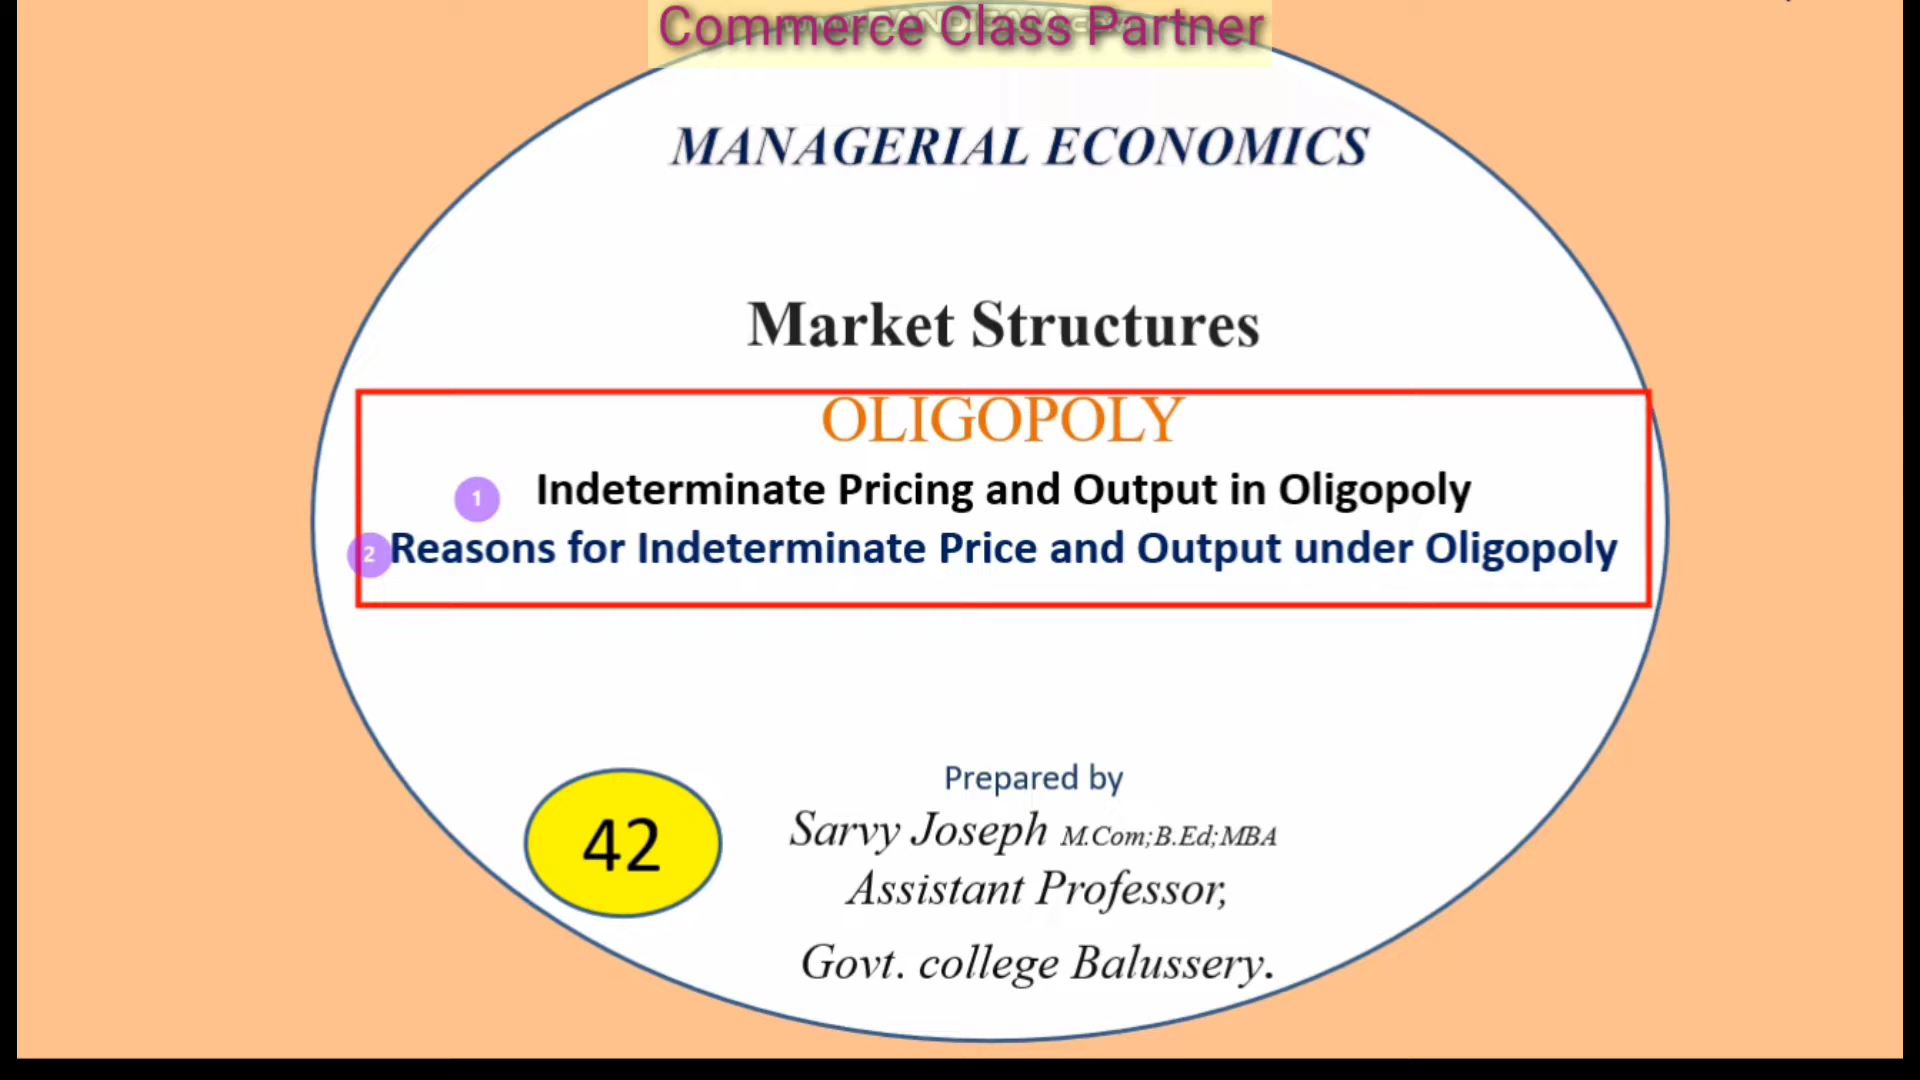 Commerce Class Partner
MANAGERIAL ECONOMICS
Market Structures
OLIGOPOLY
1 Indeterminate Pricing and Output in Oligopoly
2 Reasons for Indeterminate Price and Output under Oligopoly
Prepared by
42
Sarvy Joseph M.Com;B.Ed;MBA
Assistant Professor,
Govt. college Balussery.